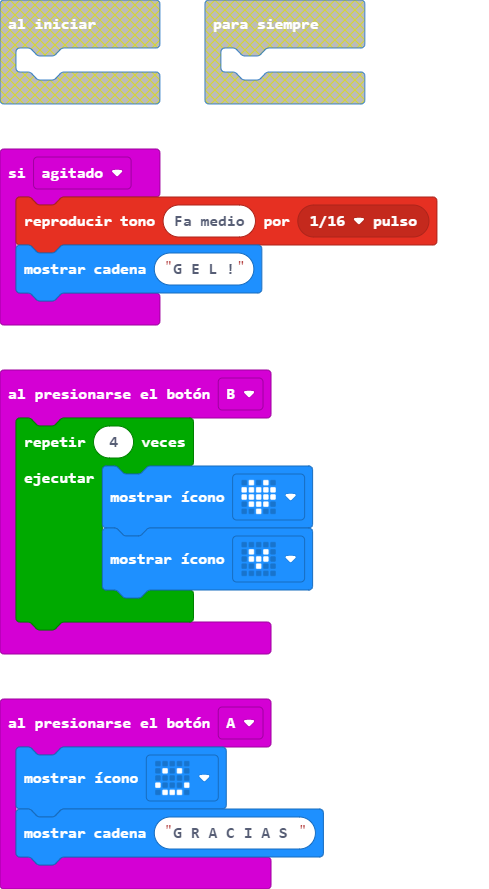 al iniciar
para siempre
si agitado
reproducir tono Fa medio por 1/16 pulso
mostrar cadena "G E L !"
al presionarse el botón B
repetir 4 veces
ejecutar
mostrar ícono
mostrar ícono
al presionarse el botón A
mostrar ícono
mostrar cadena "G R A C I A S "